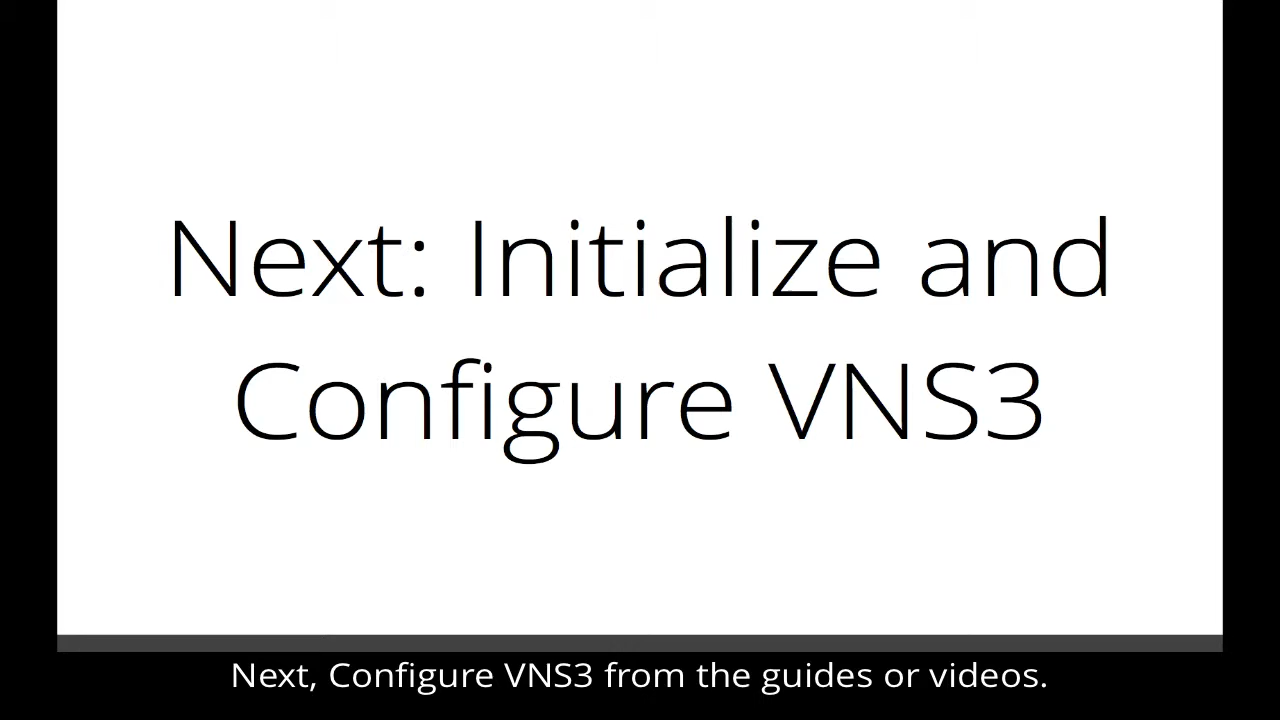 Next: Initialize and
Configure VNS3
Next, Configure VNS3 from the guides or videos.